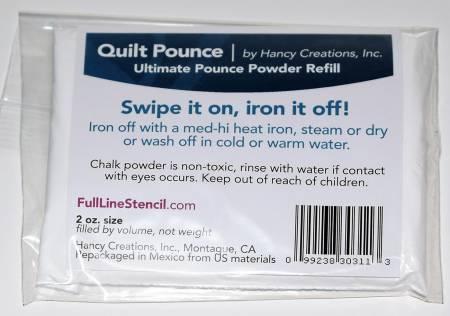 Quilt Pounce | by Hancy Creations, Inc.
Ultimate Pounce Powder Refill
Swipe it on, iron it off!
Iron off with a med-hi heat iron, steam or dry
or wash off in cold or warm water.
Chalk powder is non-toxic, rinse with water if contact
with eyes occurs. Keep out of reach of children.
FullLineStencil.com
2 oz. size
filled by volume, not weight
Hancy Creations, Inc., Montague, CA
Repackaged in Mexico from US materials
0 99238 30311 3